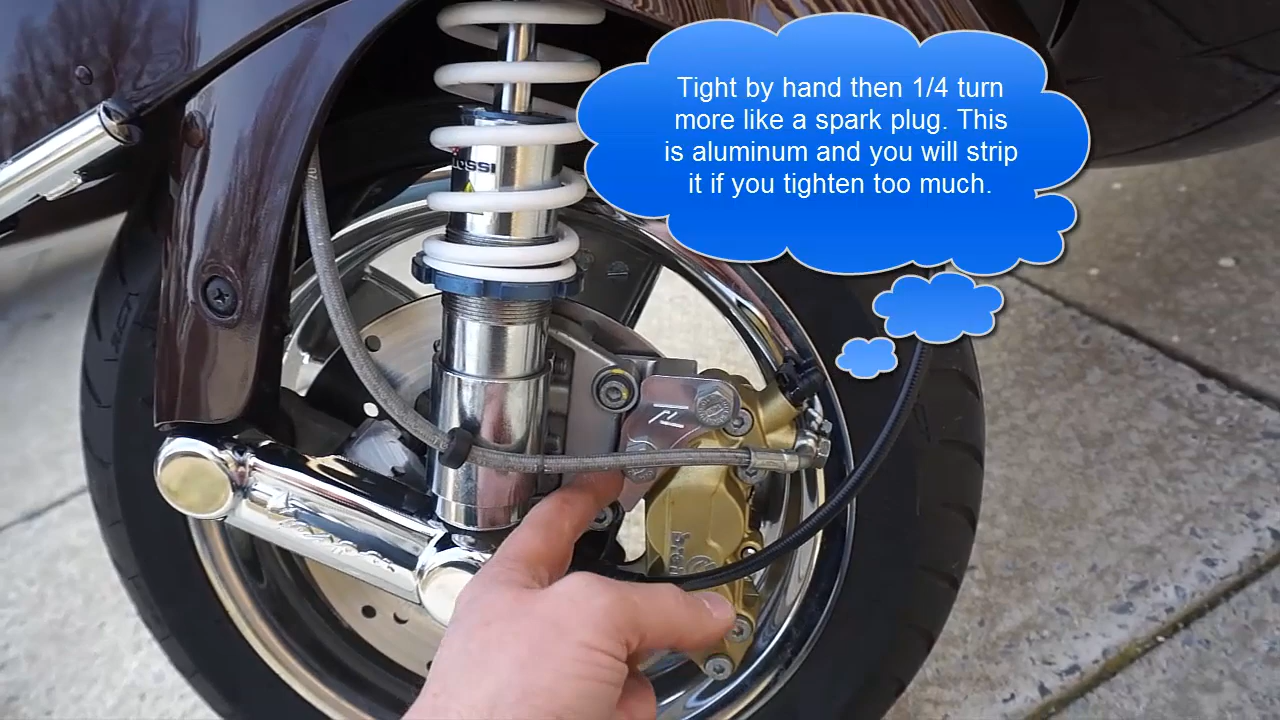 Tight by hand then 1/4 turn
more like a spark plug. This
is aluminum and you will strip
it if you tighten too much.